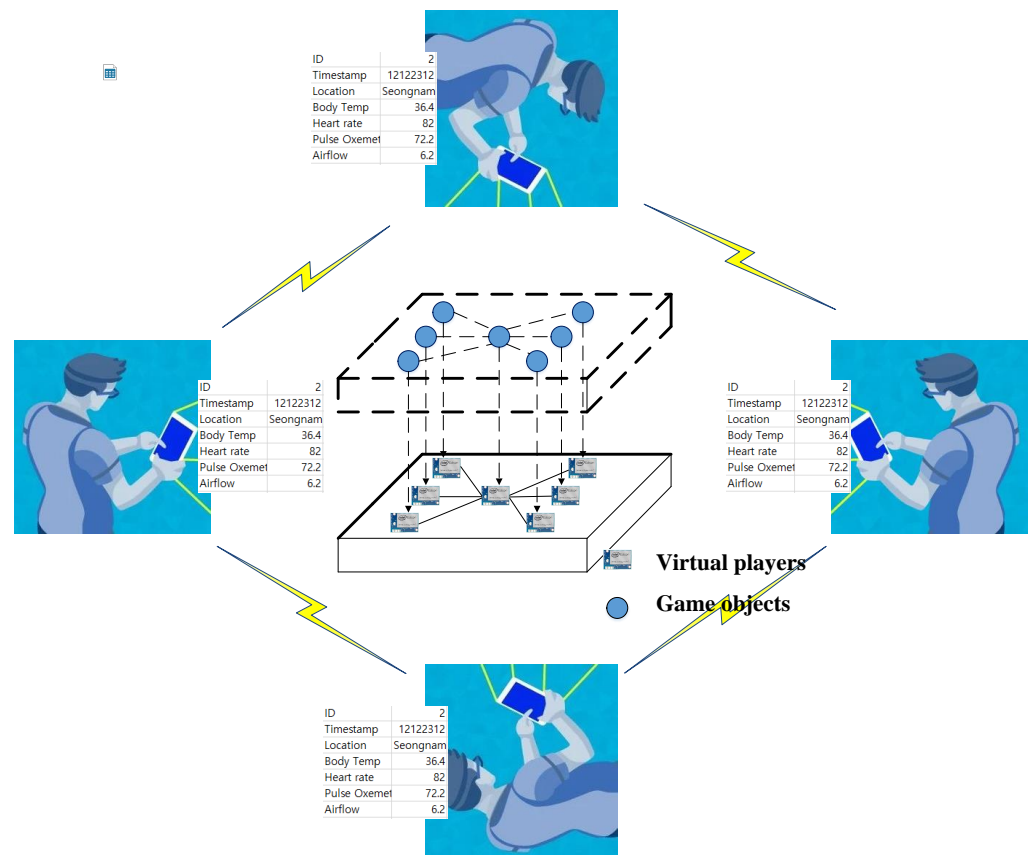 ID 2
Timestamp 12122312
Location Seongnam
Body Temp 36.4
Heart rate 82
Pulse Oxemet 72.2
Airflow 6.2
ID 2
Timestamp 12122312
Location Seongnam
Body Temp 36.4
Heart rate 82
Pulse Oxemet 72.2
Airflow 6.2
ID 2
Timestamp 12122312
Location Seongnam
Body Temp 36.4
Heart rate 82
Pulse Oxemet 72.2
Airflow 6.2
Virtual players
Game objects
ID 2
Timestamp 12122312
Location Seongnam
Body Temp 36.4
Heart rate 82
Pulse Oxemet 72.2
Airflow 6.2